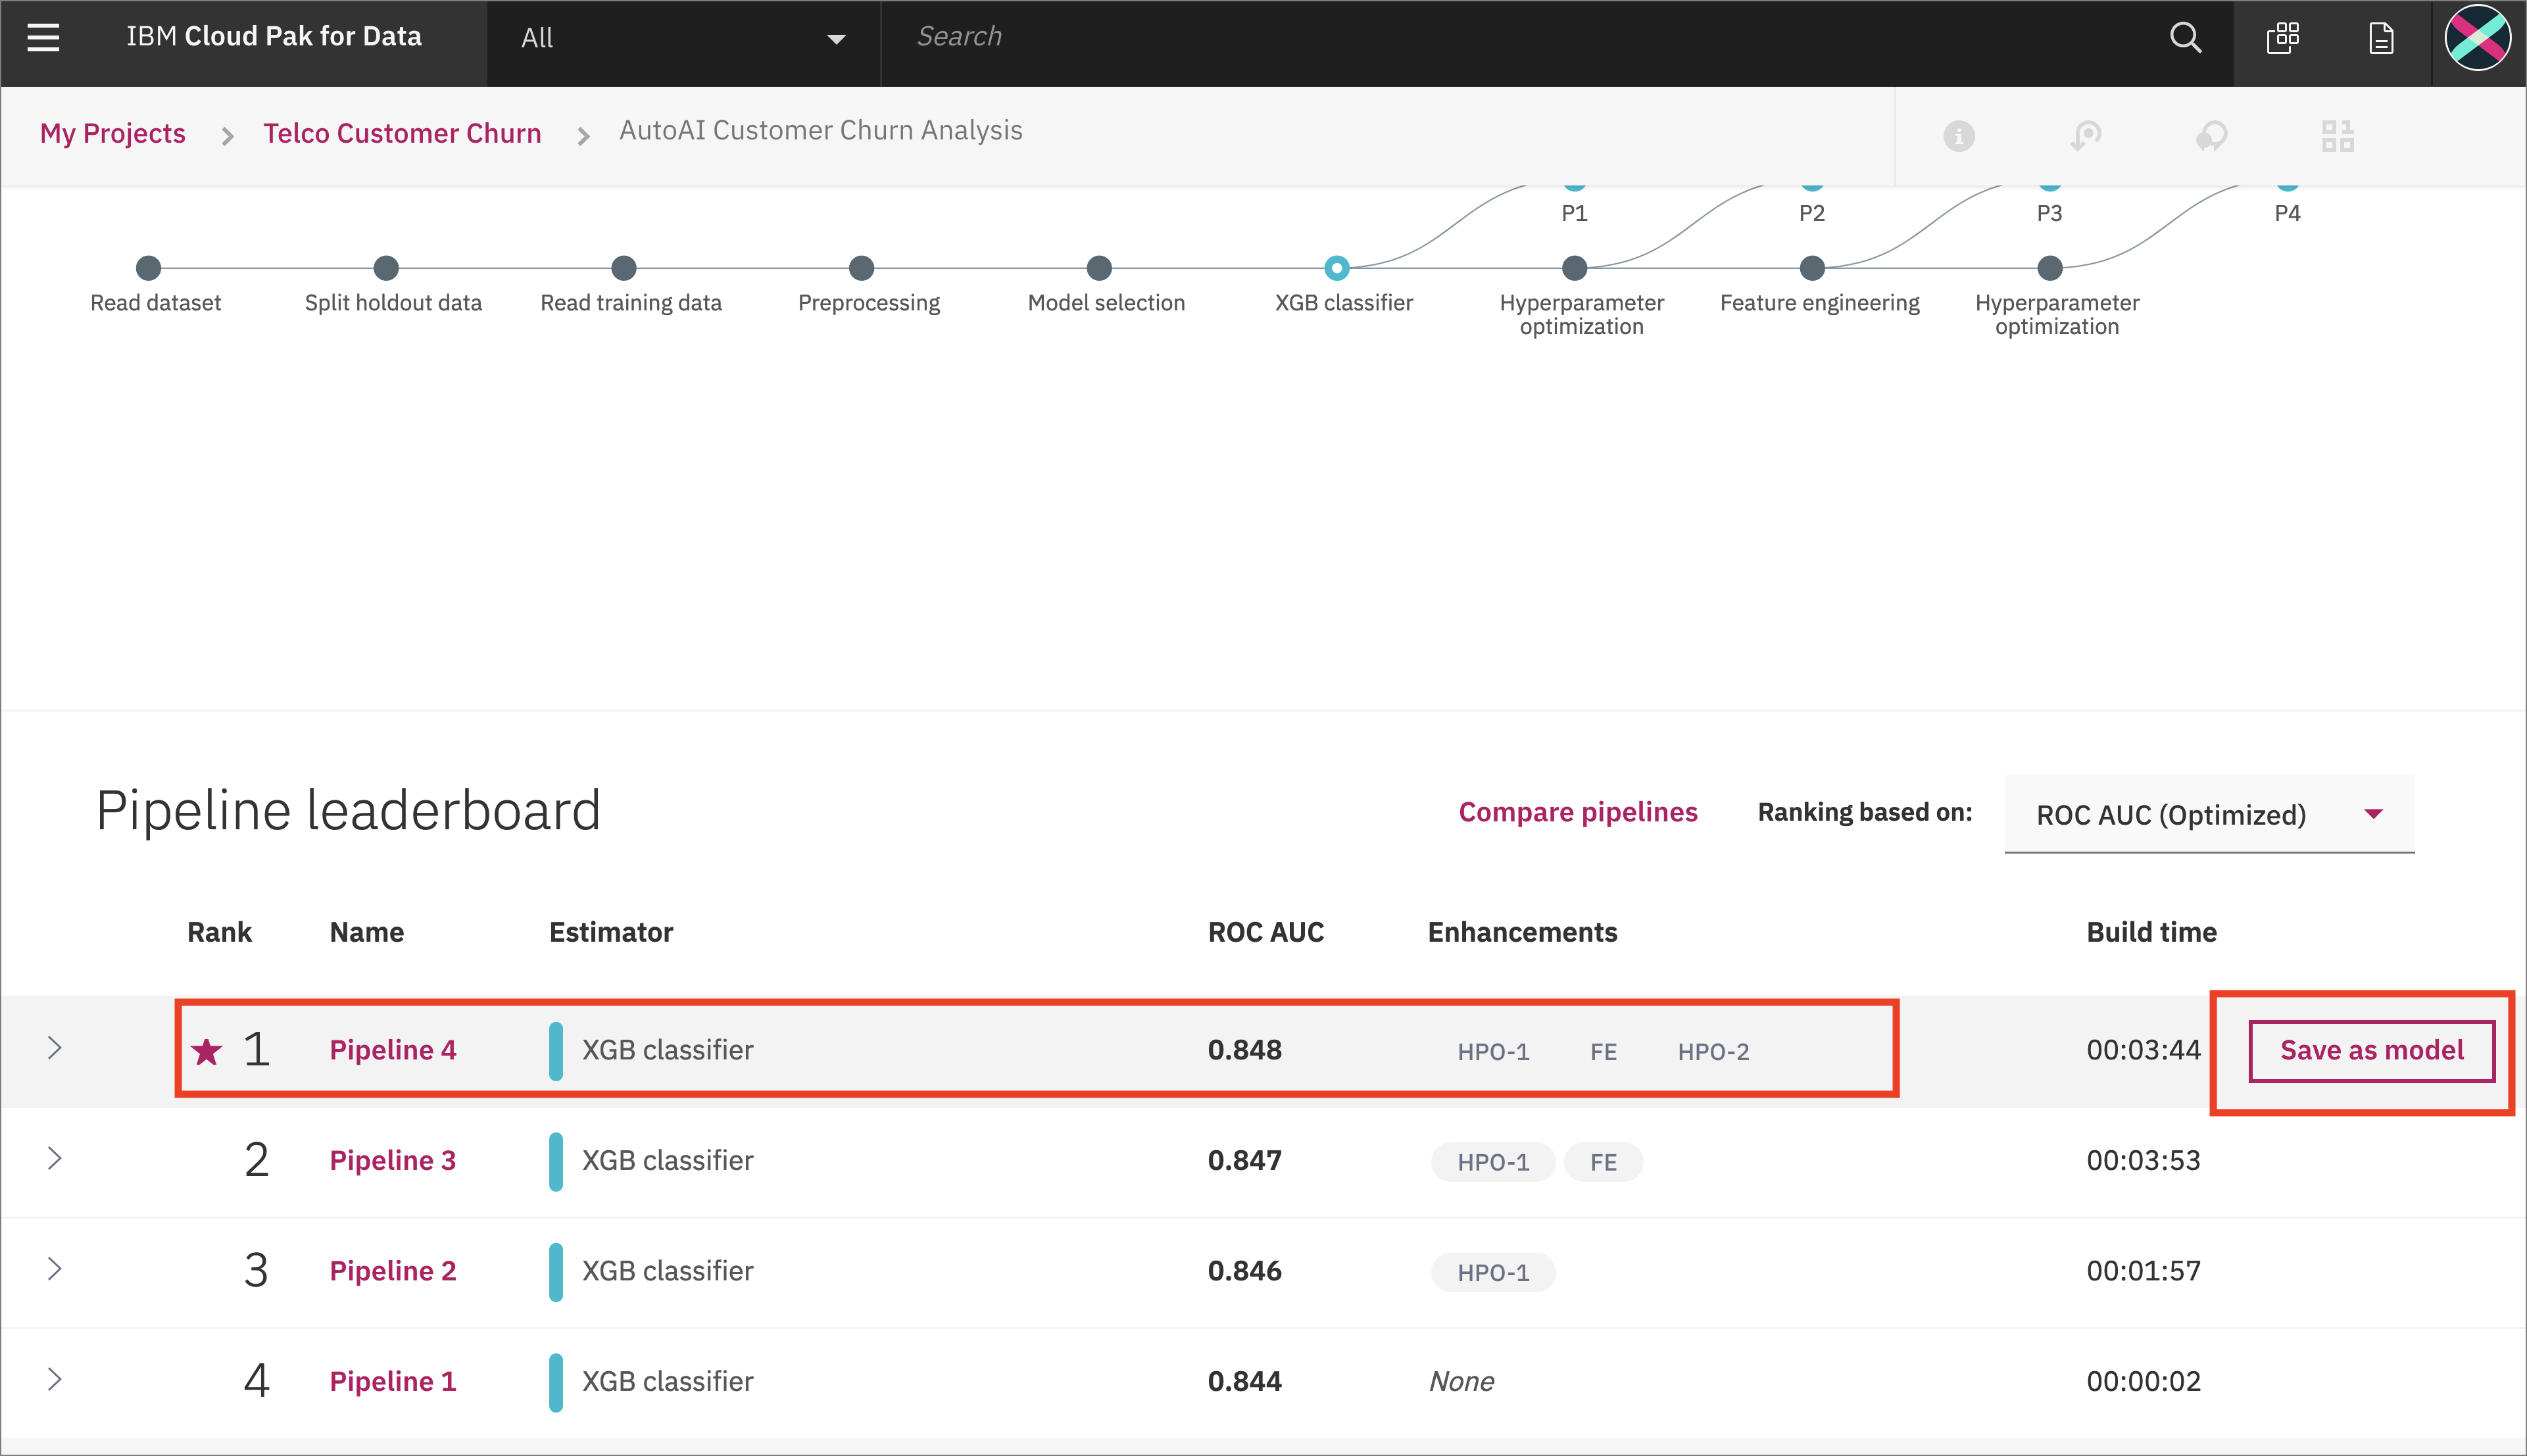 IBM Cloud Pak for Data
All
Search
My Projects > Telco Customer Churn > AutoAI Customer Churn Analysis
P1 P2 P3 P4
Read dataset
Split holdout data
Read training data
Preprocessing
Model selection
XGB classifier
Hyperparameter
optimization
Feature engineering
Hyperparameter
optimization
Pipeline leaderboard
Compare pipelines
Ranking based on:
ROC AUC (Optimized)
Rank Name Estimator ROC AUC Enhancements Build time
1 Pipeline 4 XGB classifier 0.848 HPO-1 FE HPO-2 00:03:44 Save as model
2 Pipeline 3 XGB classifier 0.847 HPO-1 FE 00:03:53
3 Pipeline 2 XGB classifier 0.846 HPO-1 00:01:57
4 Pipeline 1 XGB classifier 0.844 None 00:00:02